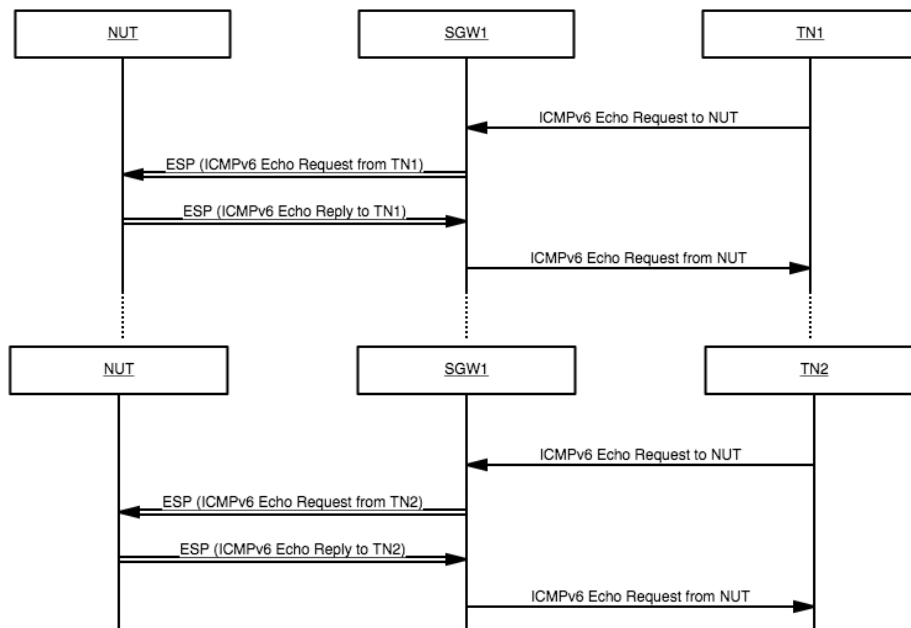 NUT SGW1 TN1
ICMPv6 Echo Request to NUT
ESP (ICMPv6 Echo Request from TN1)
ESP (ICMPv6 Echo Reply to TN1)
ICMPv6 Echo Request from NUT
NUT SGW1 TN2
ICMPv6 Echo Request to NUT
ESP (ICMPv6 Echo Request from TN2)
ESP (ICMPv6 Echo Reply to TN2)
ICMPv6 Echo Request from NUT